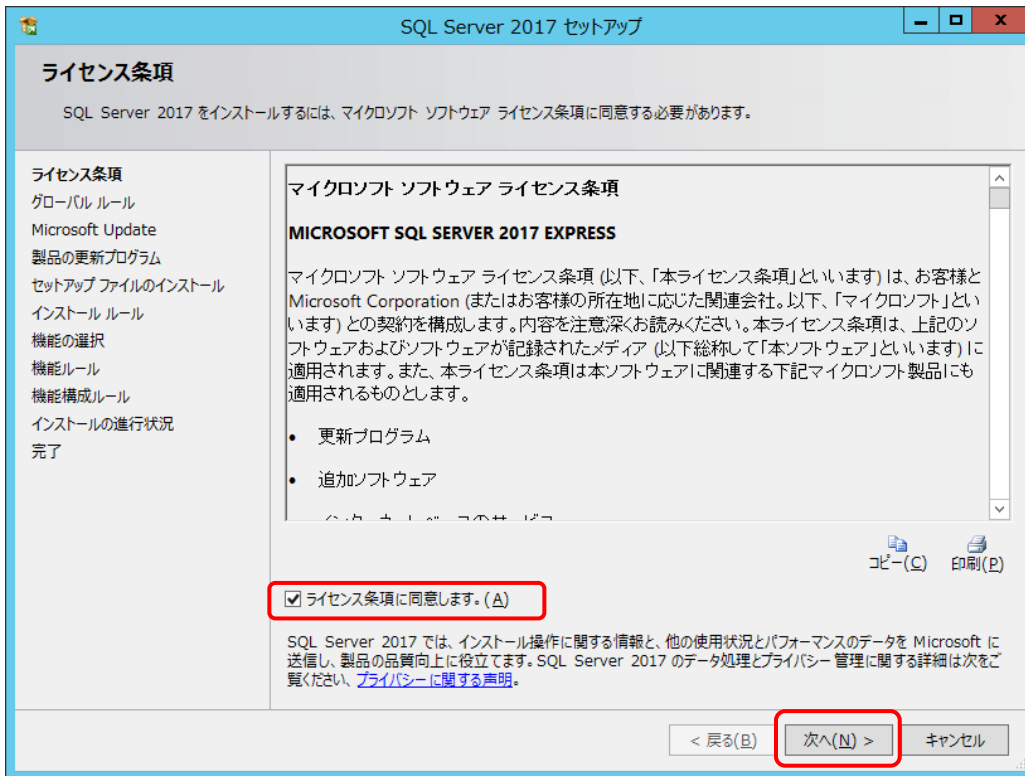 SQL Server 2017 セットアップ
ライセンス条項
SQL Server 2017 をインストールするには、マイクロソフト ソフトウェア ライセンス条項に同意する必要があります。
ライセンス条項
グローバル ルール
Microsoft Update
製品の更新プログラム
セットアップ ファイルのインストール
インストール ルール
機能の選択
機能ルール
機能構成ルール
インストールの進行状況
完了
マイクロソフト ソフトウェア ライセンス条項
MICROSOFT SQL SERVER 2017 EXPRESS
マイクロソフト ソフトウェア ライセンス条項 (以下、「本ライセンス条項」といいます) は、お客様と
Microsoft Corporation (またはお客様の所在地に応じた関連会社。以下、「マイクロソフト」とい
います) との契約を構成します。内容を注意深くお読みください。本ライセンス条項は、上記のソ
フトウェアおよびソフトウェアが記録されたメディア (以下総称して「本ソフトウェア」といいます) に
適用されます。また、本ライセンス条項は本ソフトウェアに関連する下記マイクロソフト製品にも
適用されるものとします。
• 更新プログラム
• 追加ソフトウェア
コピー(C) 印刷(P)
ライセンス条項に同意します。(A)
SQL Server 2017 では、インストール操作に関する情報と、他の使用状況とパフォーマンスのデータを Microsoft に
送信し、製品の品質向上に役立てます。SQL Server 2017 のデータ処理とプライバシー管理に関する詳細は次をご
覧ください、プライバシーに関する声明。
< 戻る(B) 次へ(N) > キャンセル